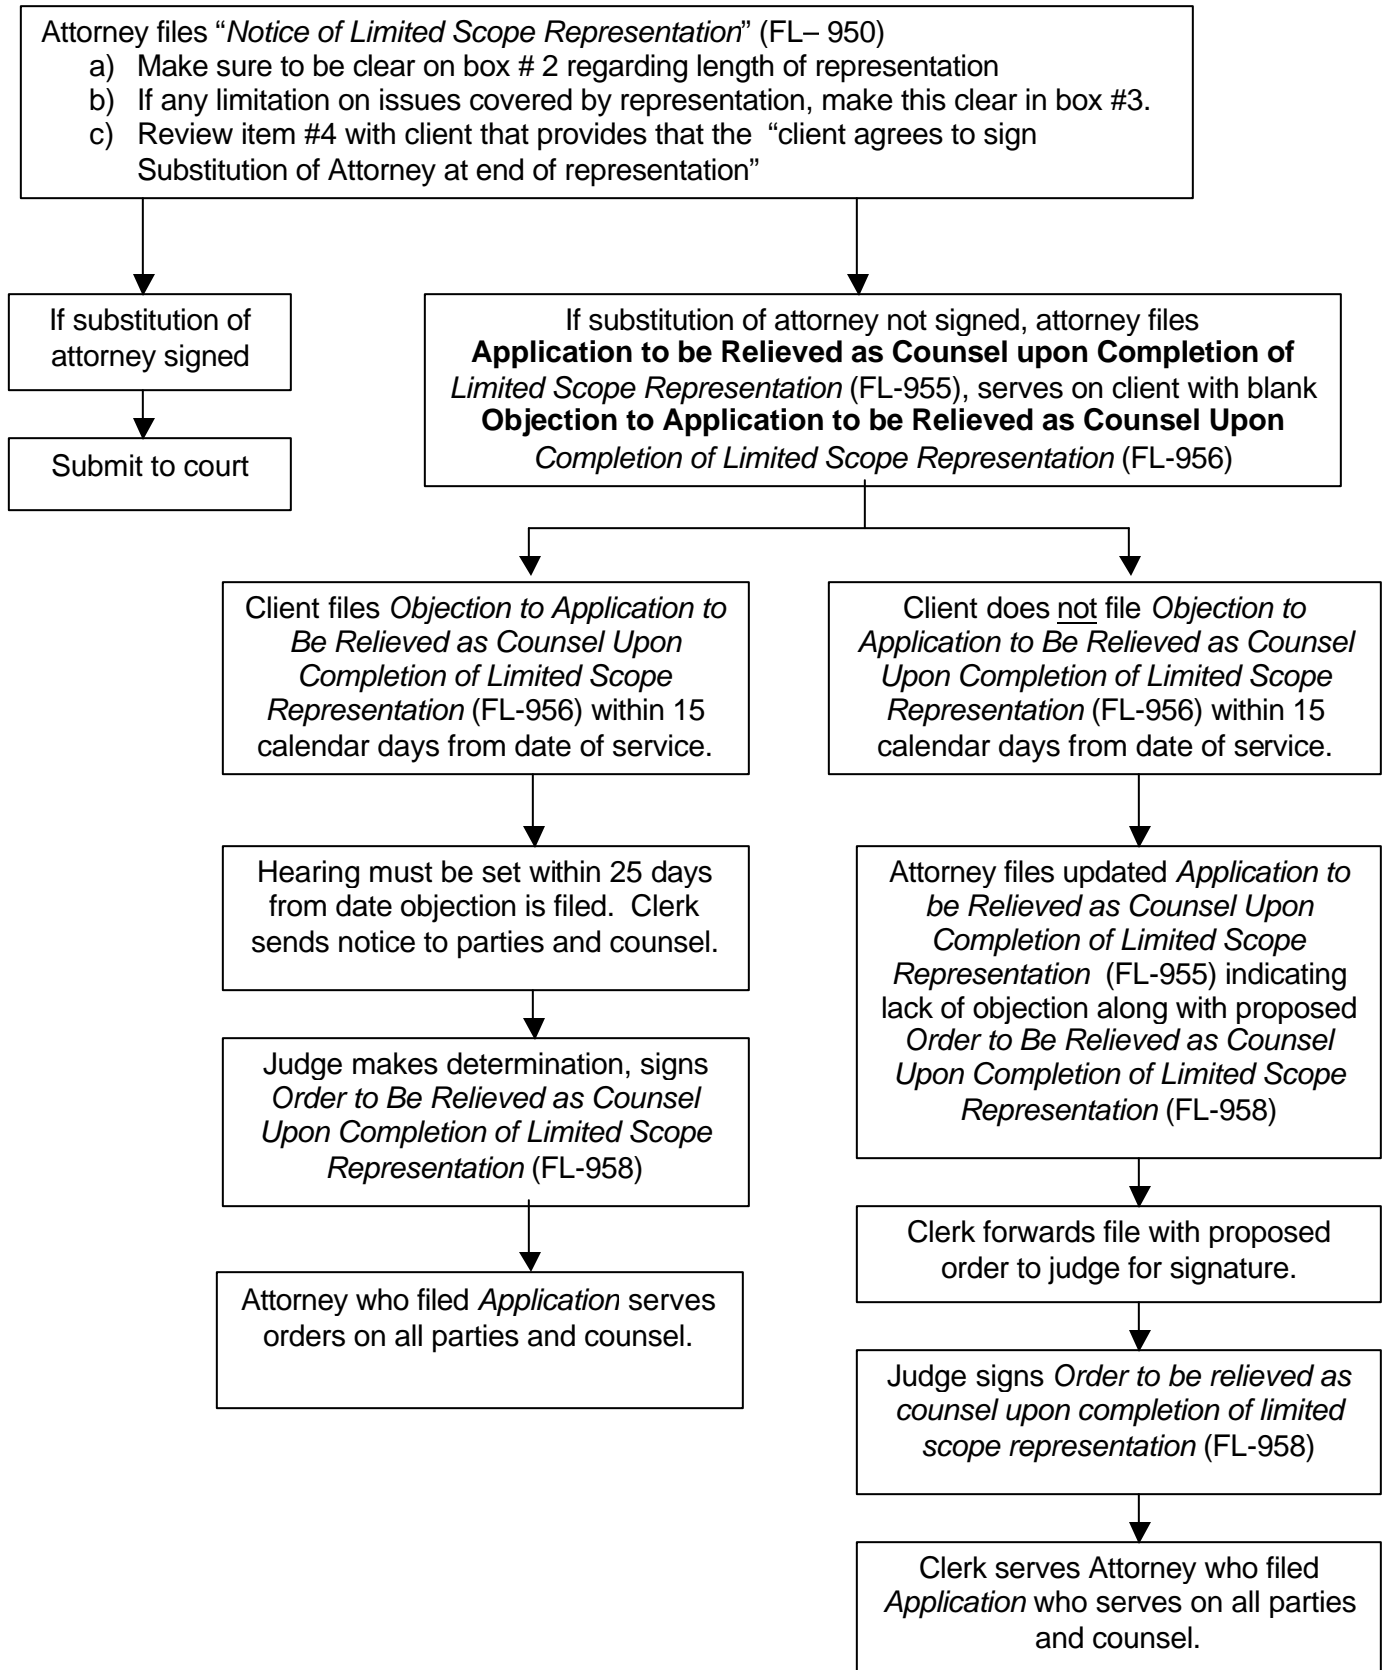 Attorney files “Notice of Limited Scope Representation” (FL– 950)
a) Make sure to be clear on box # 2 regarding length of representation
b) If any limitation on issues covered by representation, make this clear in box #3.
c) Review item #4 with client that provides that the “client agrees to sign
Substitution of Attorney at end of representation”
If substitution of
attorney signed
Submit to court
If substitution of attorney not signed, attorney files
Application to be Relieved as Counsel upon Completion of
Limited Scope Representation (FL-955), serves on client with blank
Objection to Application to be Relieved as Counsel Upon
Completion of Limited Scope Representation (FL-956)
Client files Objection to Application to
Be Relieved as Counsel Upon
Completion of Limited Scope
Representation (FL-956) within 15
calendar days from date of service.
Hearing must be set within 25 days
from date objection is filed. Clerk
sends notice to parties and counsel.
Judge makes determination, signs
Order to Be Relieved as Counsel
Upon Completion of Limited Scope
Representation (FL-958)
Attorney who filed Application serves
orders on all parties and counsel.
Client does not file Objection to
Application to Be Relieved as Counsel
Upon Completion of Limited Scope
Representation (FL-956) within 15
calendar days from date of service.
Attorney files updated Application to
be Relieved as Counsel Upon
Completion of Limited Scope
Representation (FL-955) indicating
lack of objection along with proposed
Order to Be Relieved as Counsel
Upon Completion of Limited Scope
Representation (FL-958)
Clerk forwards file with proposed
order to judge for signature.
Judge signs Order to be relieved as
counsel upon completion of limited
scope representation (FL-958)
Clerk serves Attorney who filed
Application who serves on all parties
and counsel.